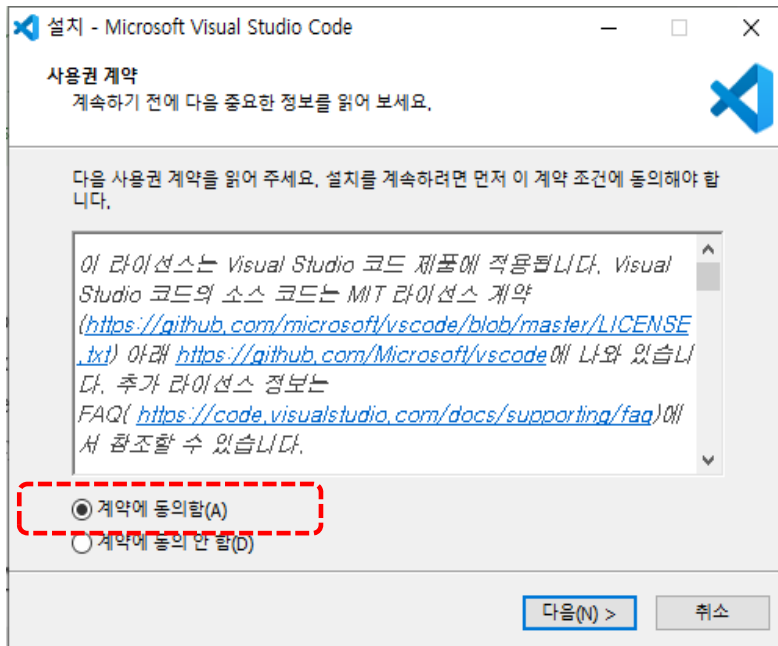 설치 - Microsoft Visual Studio Code
사용권 계약
계속하기 전에 다음 중요한 정보를 읽어 보세요.
다음 사용권 계약을 읽어 주세요. 설치를 계속하려면 먼저 이 계약 조건에 동의해야 합
니다.
이 라이선스는 Visual Studio 코드 제품에 적용됩니다. Visual
Studio 코드의 소스 코드는 MIT 라이선스 계약
(https://github.com/microsoft/vscode/blob/master/LICENSE
.txt) 아래 https://github.com/Microsoft/vscode에 나와 있습니
다. 추가 라이선스 정보는
FAQ( https://code.visualstudio.com/docs/supporting/faq)에
서 참조할 수 있습니다.
계약에 동의함(A)
계약에 동의 안 함(D)
다음(N) >
취소